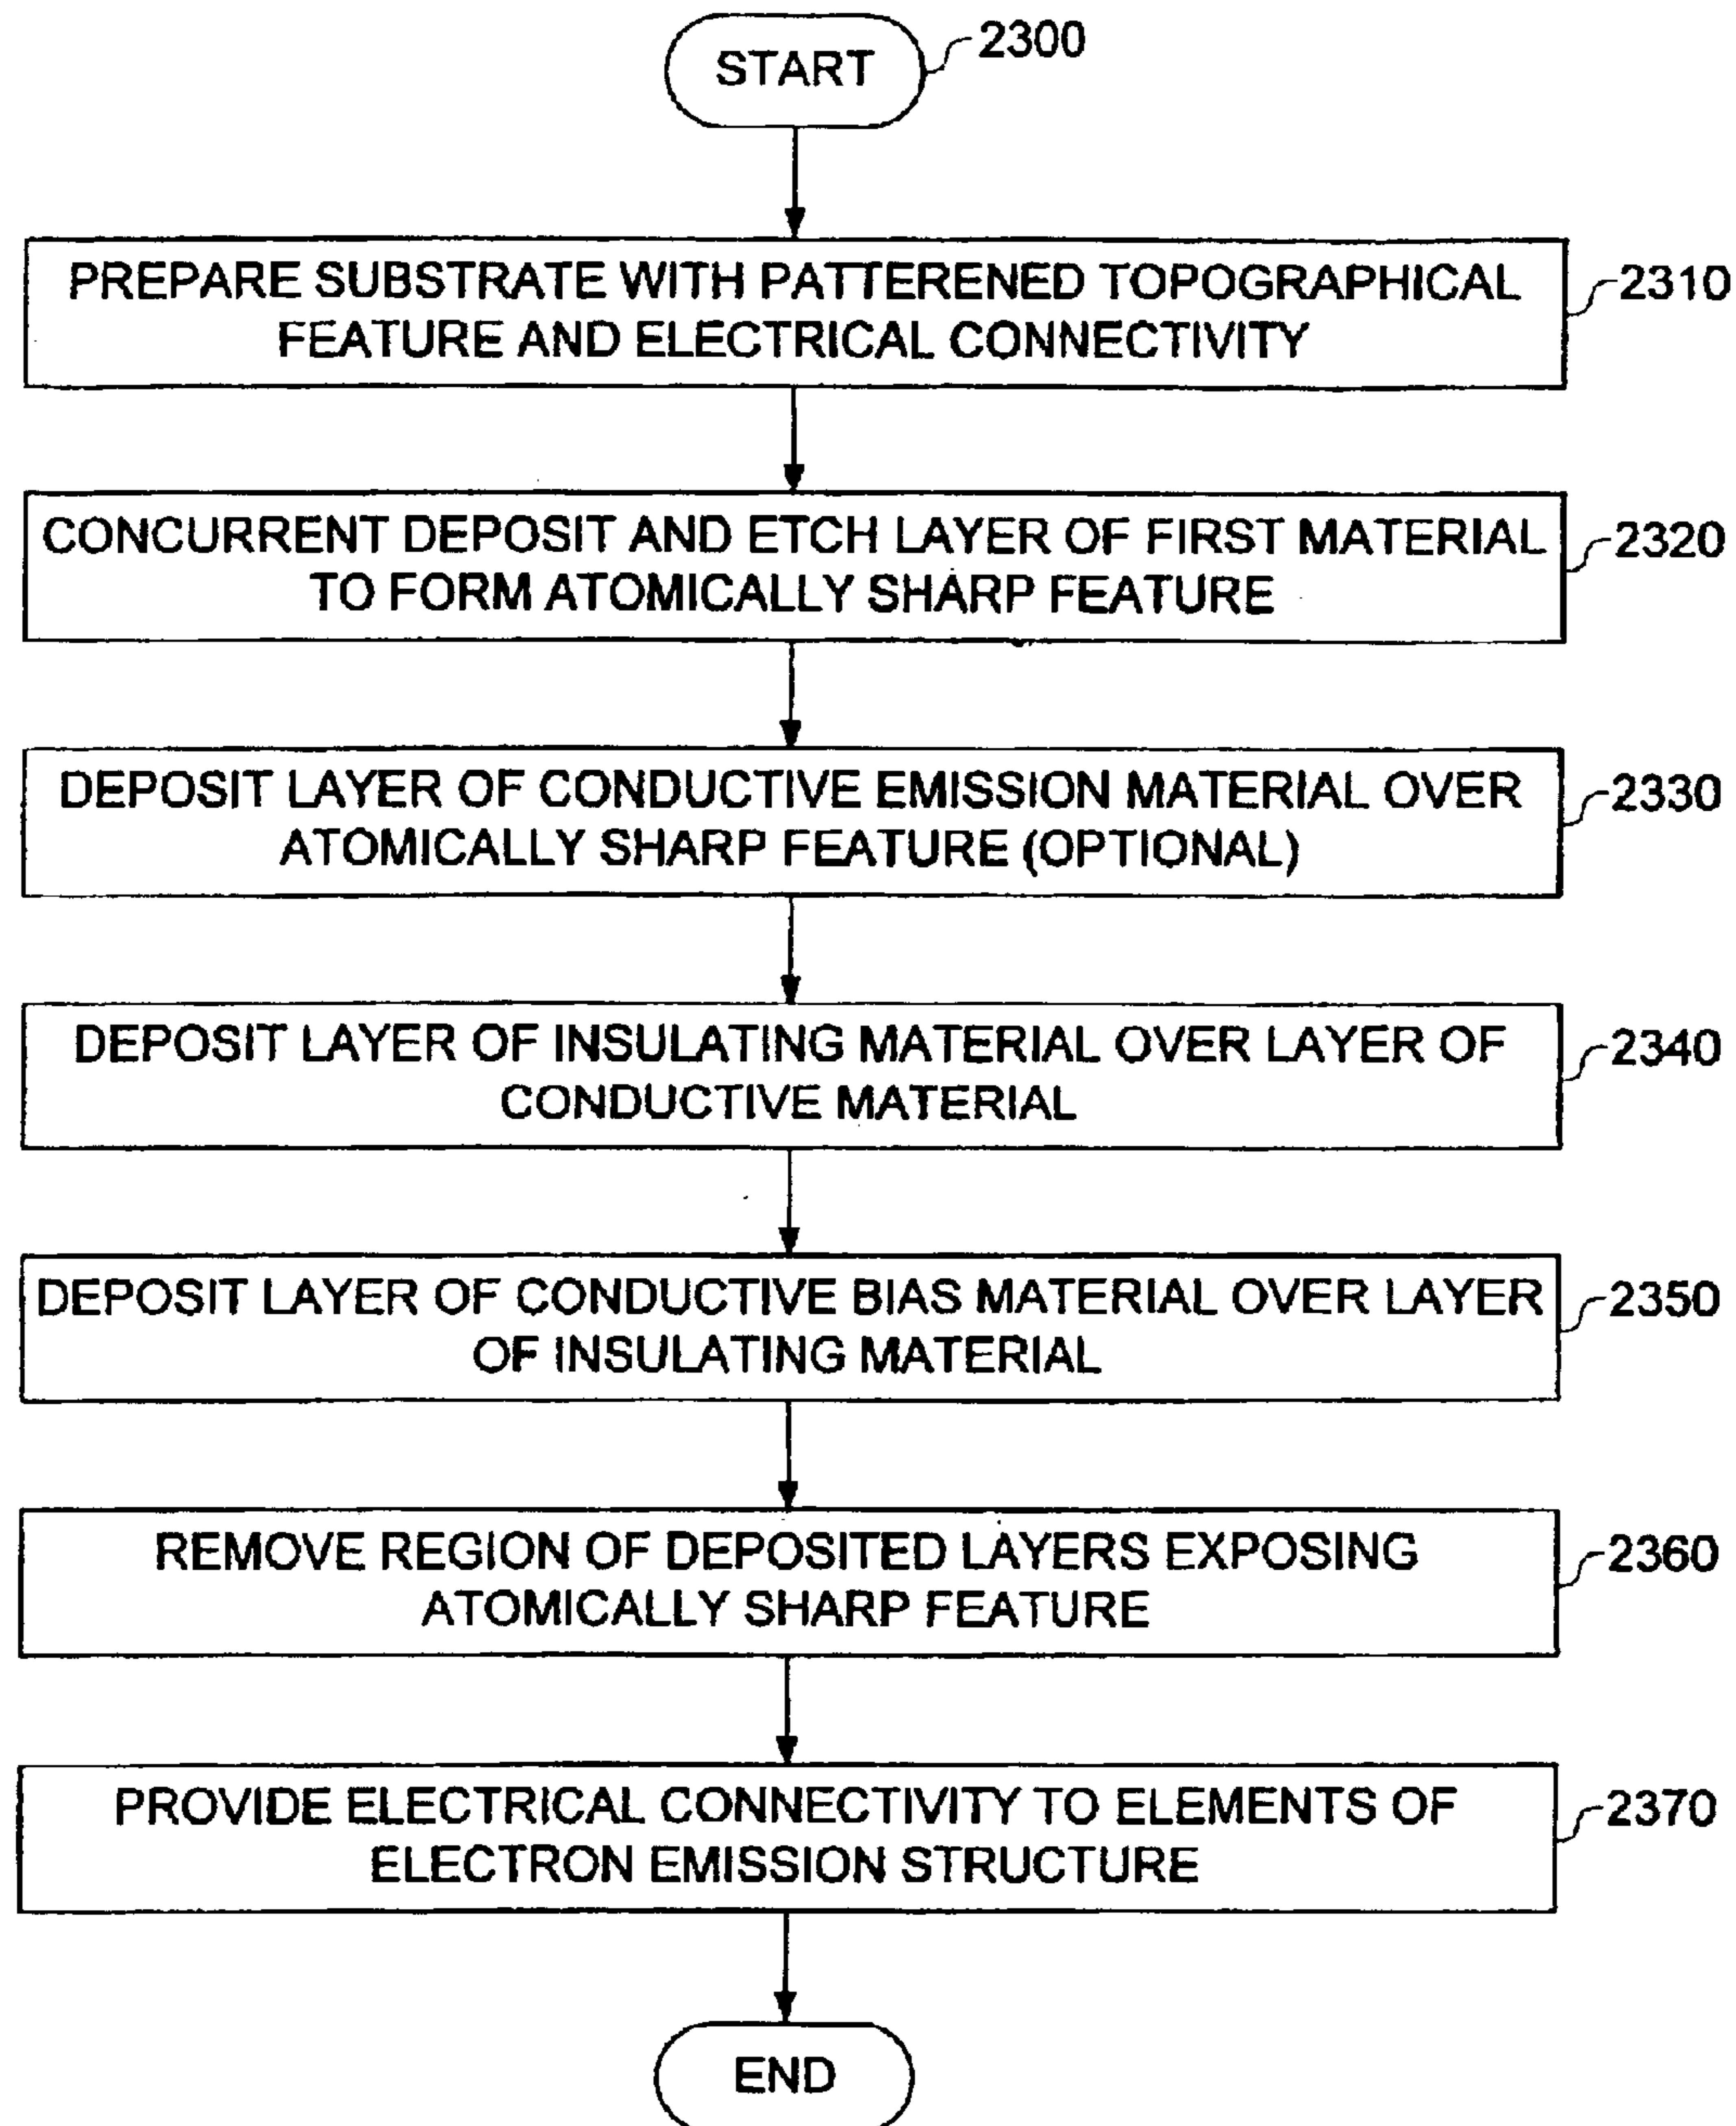 START
2300
PREPARE SUBSTRATE WITH PATTERENED TOPOGRAPHICAL
FEATURE AND ELECTRICAL CONNECTIVITY
2310
CONCURRENT DEPOSIT AND ETCH LAYER OF FIRST MATERIAL
TO FORM ATOMICALLY SHARP FEATURE
2320
DEPOSIT LAYER OF CONDUCTIVE EMISSION MATERIAL OVER
ATOMICALLY SHARP FEATURE (OPTIONAL)
2330
DEPOSIT LAYER OF INSULATING MATERIAL OVER LAYER OF
CONDUCTIVE MATERIAL
2340
DEPOSIT LAYER OF CONDUCTIVE BIAS MATERIAL OVER LAYER
OF INSULATING MATERIAL
2350
REMOVE REGION OF DEPOSITED LAYERS EXPOSING
ATOMICALLY SHARP FEATURE
2360
PROVIDE ELECTRICAL CONNECTIVITY TO ELEMENTS OF
ELECTRON EMISSION STRUCTURE
2370
END